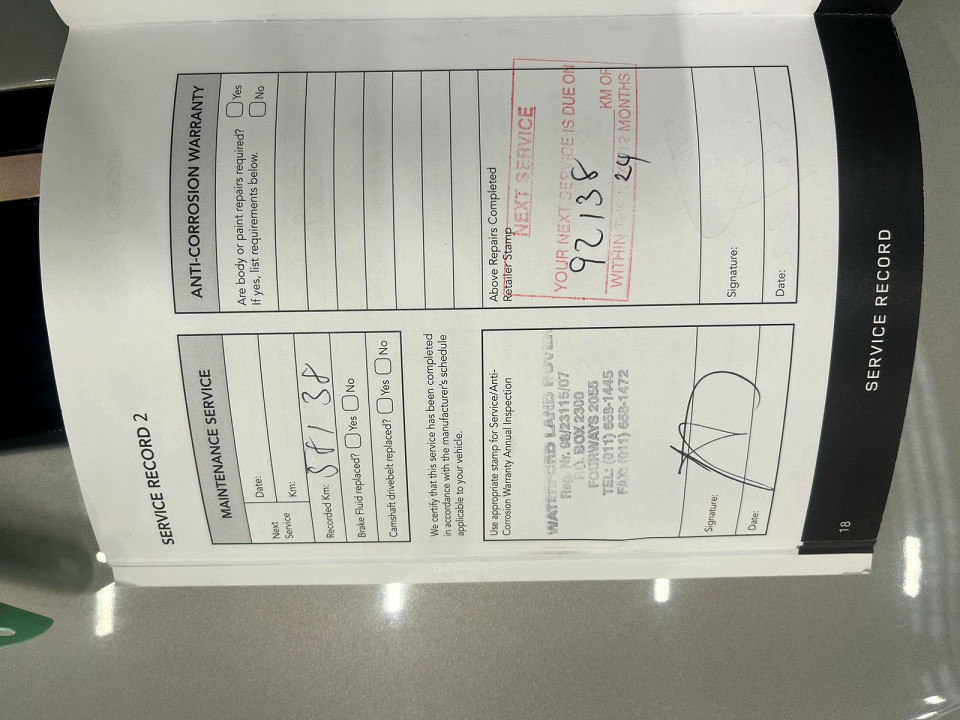 SERVICE RECORD 2
MAINTENANCE SERVICE
Next Service
Date:
Km:
Recorded Km: 58138
Brake Fluid replaced? Yes No
Camshaft drivebelt replaced? Yes No
We certify that this service has been completed
in accordance with the manufacturer's schedule
applicable to your vehicle.
Use appropriate stamp for Service/Anti-
Corrosion Warranty Annual Inspection
WATERFORD LAND ROVER
Reg. Nr. 98/23115/07
P.O. BOX 2300
FOURWAYS 2055
TEL: (011) 658-1445
FAX: (011) 658-1472
Signature:
Date:
ANTI-CORROSION WARRANTY
Are body or paint repairs required? Yes
If yes, list requirements below. No
Above Repairs Completed
Retailer Stamp
NEXT SERVICE
YOUR NEXT SERVICE IS DUE ON
92138 KM OR
WITHIN 24 MONTHS
Signature:
Date:
18
SERVICE RECORD